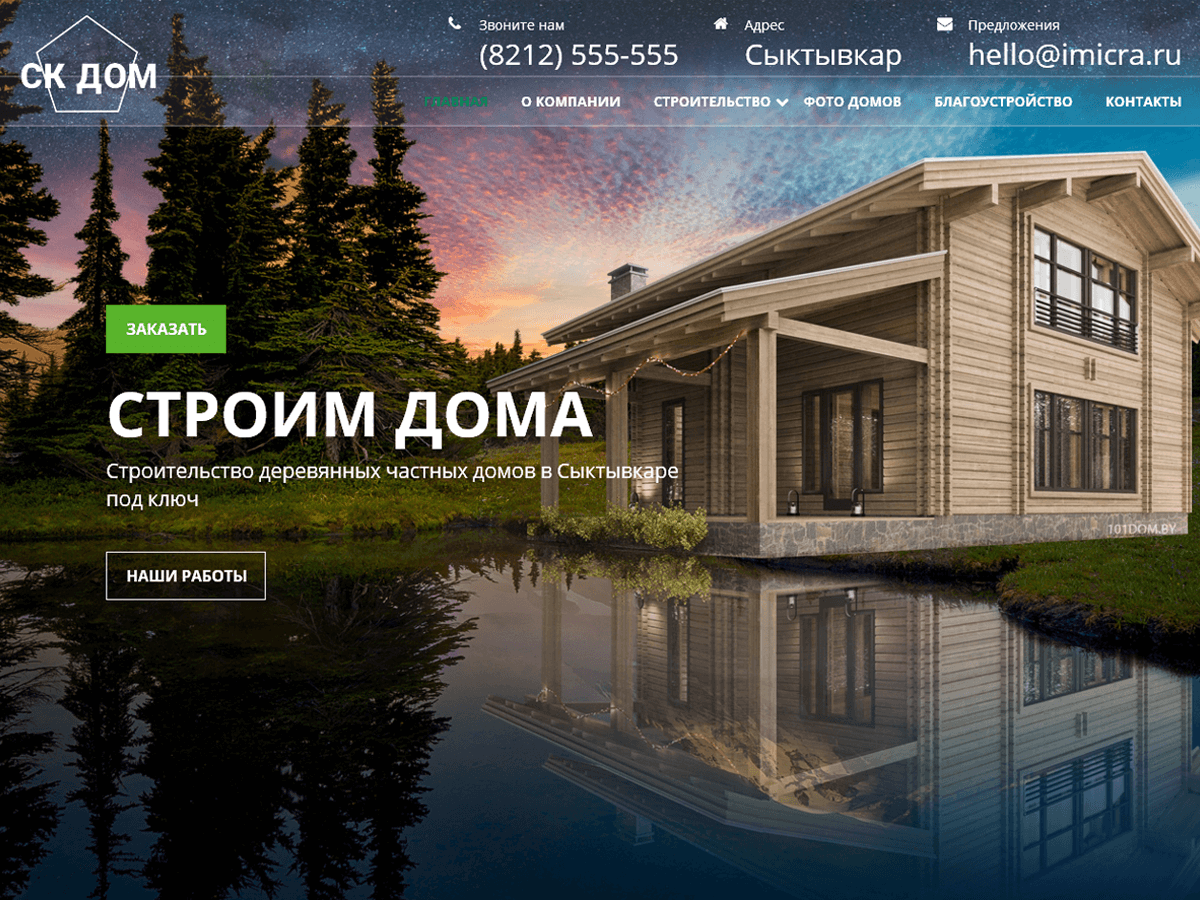 Звоните нам
(8212) 555-555
Адрес
Сыктывкар
Предложения
hello@imicra.ru
СК ДОМ
ГЛАВНАЯ О КОМПАНИИ СТРОИТЕЛЬСТВО ФОТО ДОМОВ БЛАГОУСТРОЙСТВО КОНТАКТЫ
ЗАКАЗАТЬ
СТРОИМ ДОМА
Строительство деревянных частных домов в Сыктывкаре
под ключ
101DOM.BY
НАШИ РАБОТЫ